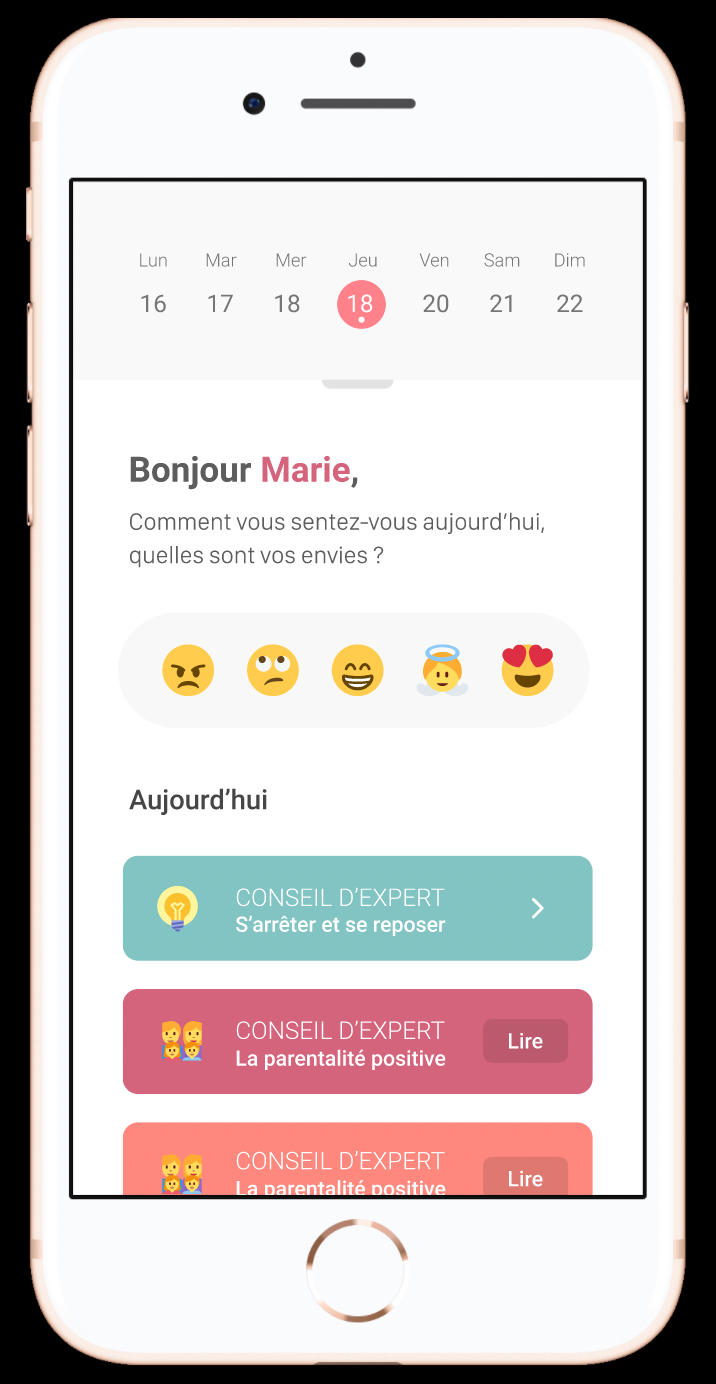 Lun Mar Mer Jeu Ven Sam Dim
16 17 18 18 20 21 22
Bonjour Marie,
Comment vous sentez-vous aujourd’hui,
quelles sont vos envies ?
Aujourd’hui
CONSEIL D’EXPERT
S’arrêter et se reposer
CONSEIL D’EXPERT
La parentalité positive
Lire
CONSEIL D’EXPERT
La parentalité positive
Lire